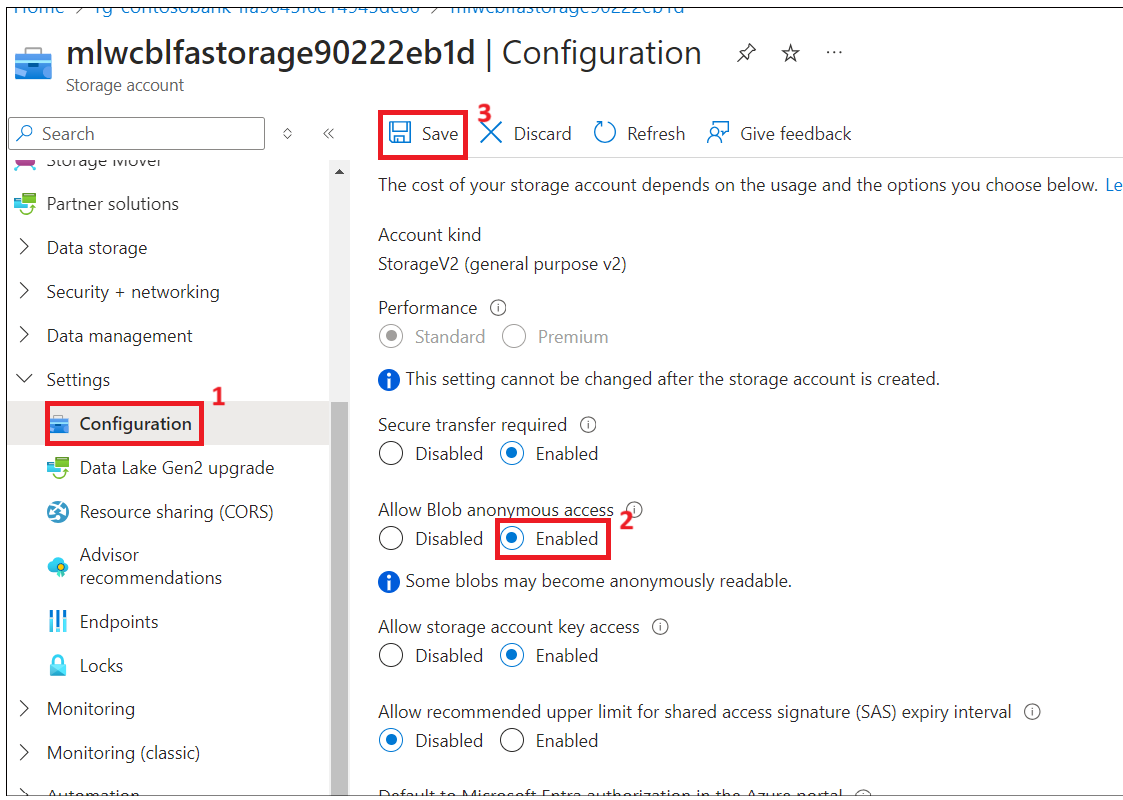 Home > rg-contosobank-
mlwcblfastorage90222eb1d
mlwcblfastorage90222eb1d | Configuration
Storage account
Search
Storage Mover
Partner solutions
Data storage
Security + networking
Data management
Settings
1
Configuration
Data Lake Gen2 upgrade
Resource sharing (CORS)
Advisor
recommendations
Endpoints
Locks
Monitoring
Monitoring (classic)
Automation
Save
3
Discard
Refresh
Give feedback
The cost of your storage account depends on the usage and the options you choose below. Le
Account kind
StorageV2 (general purpose v2)
Performance
Standard Premium
This setting cannot be changed after the storage account is created.
Secure transfer required
Disabled Enabled
Allow Blob anonymous access
2
Disabled Enabled
Some blobs may become anonymously readable.
Allow storage account key access
Disabled Enabled
Allow recommended upper limit for shared access signature (SAS) expiry interval
Disabled Enabled
Default to Microsoft Entra authorization in the Azure portal